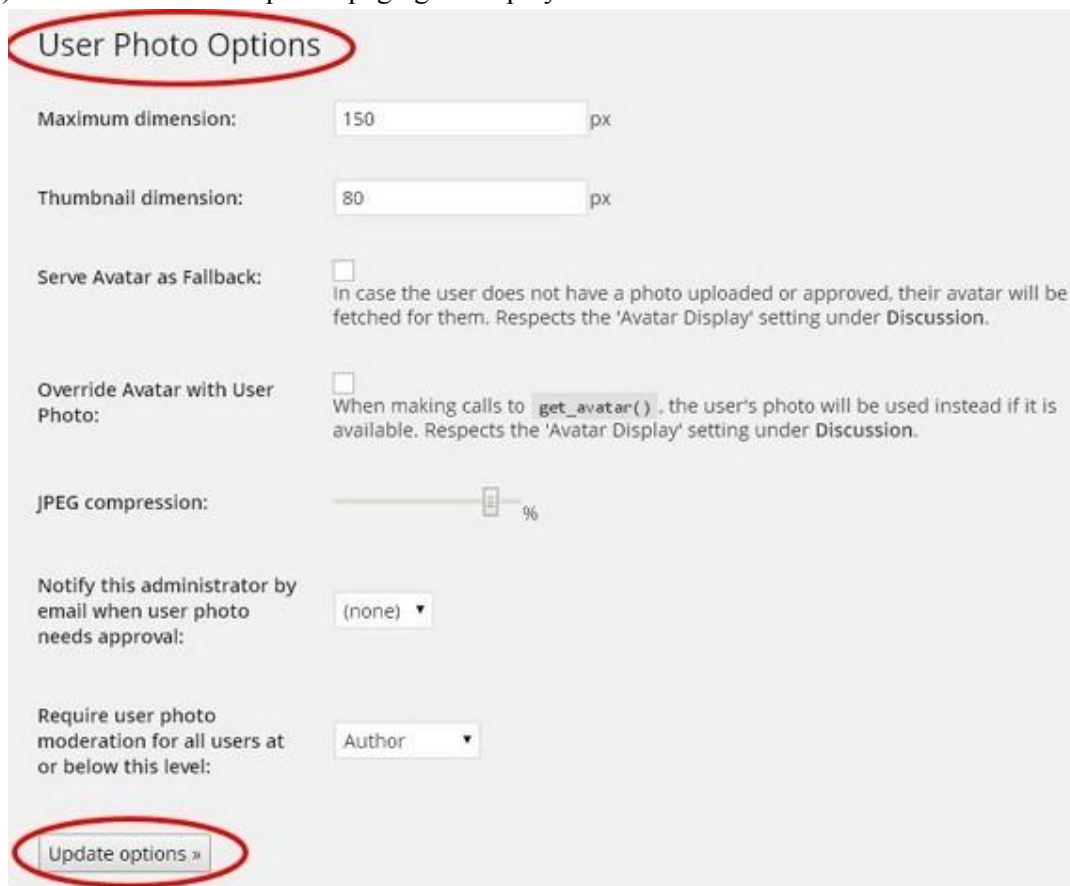 User Photo Options
Maximum dimension:
150
px
Thumbnail dimension:
80
px
Serve Avatar as Fallback:
In case the user does not have a photo uploaded or approved, their avatar will be
fetched for them. Respects the 'Avatar Display' setting under Discussion.
Override Avatar with User
Photo:
When making calls to get_avatar() , the user's photo will be used instead if it is
available. Respects the 'Avatar Display' setting under Discussion.
JPEG compression:
%
Notify this administrator by
email when user photo
needs approval:
(none)
Require user photo
moderation for all users at
or below this level:
Author
Update options »